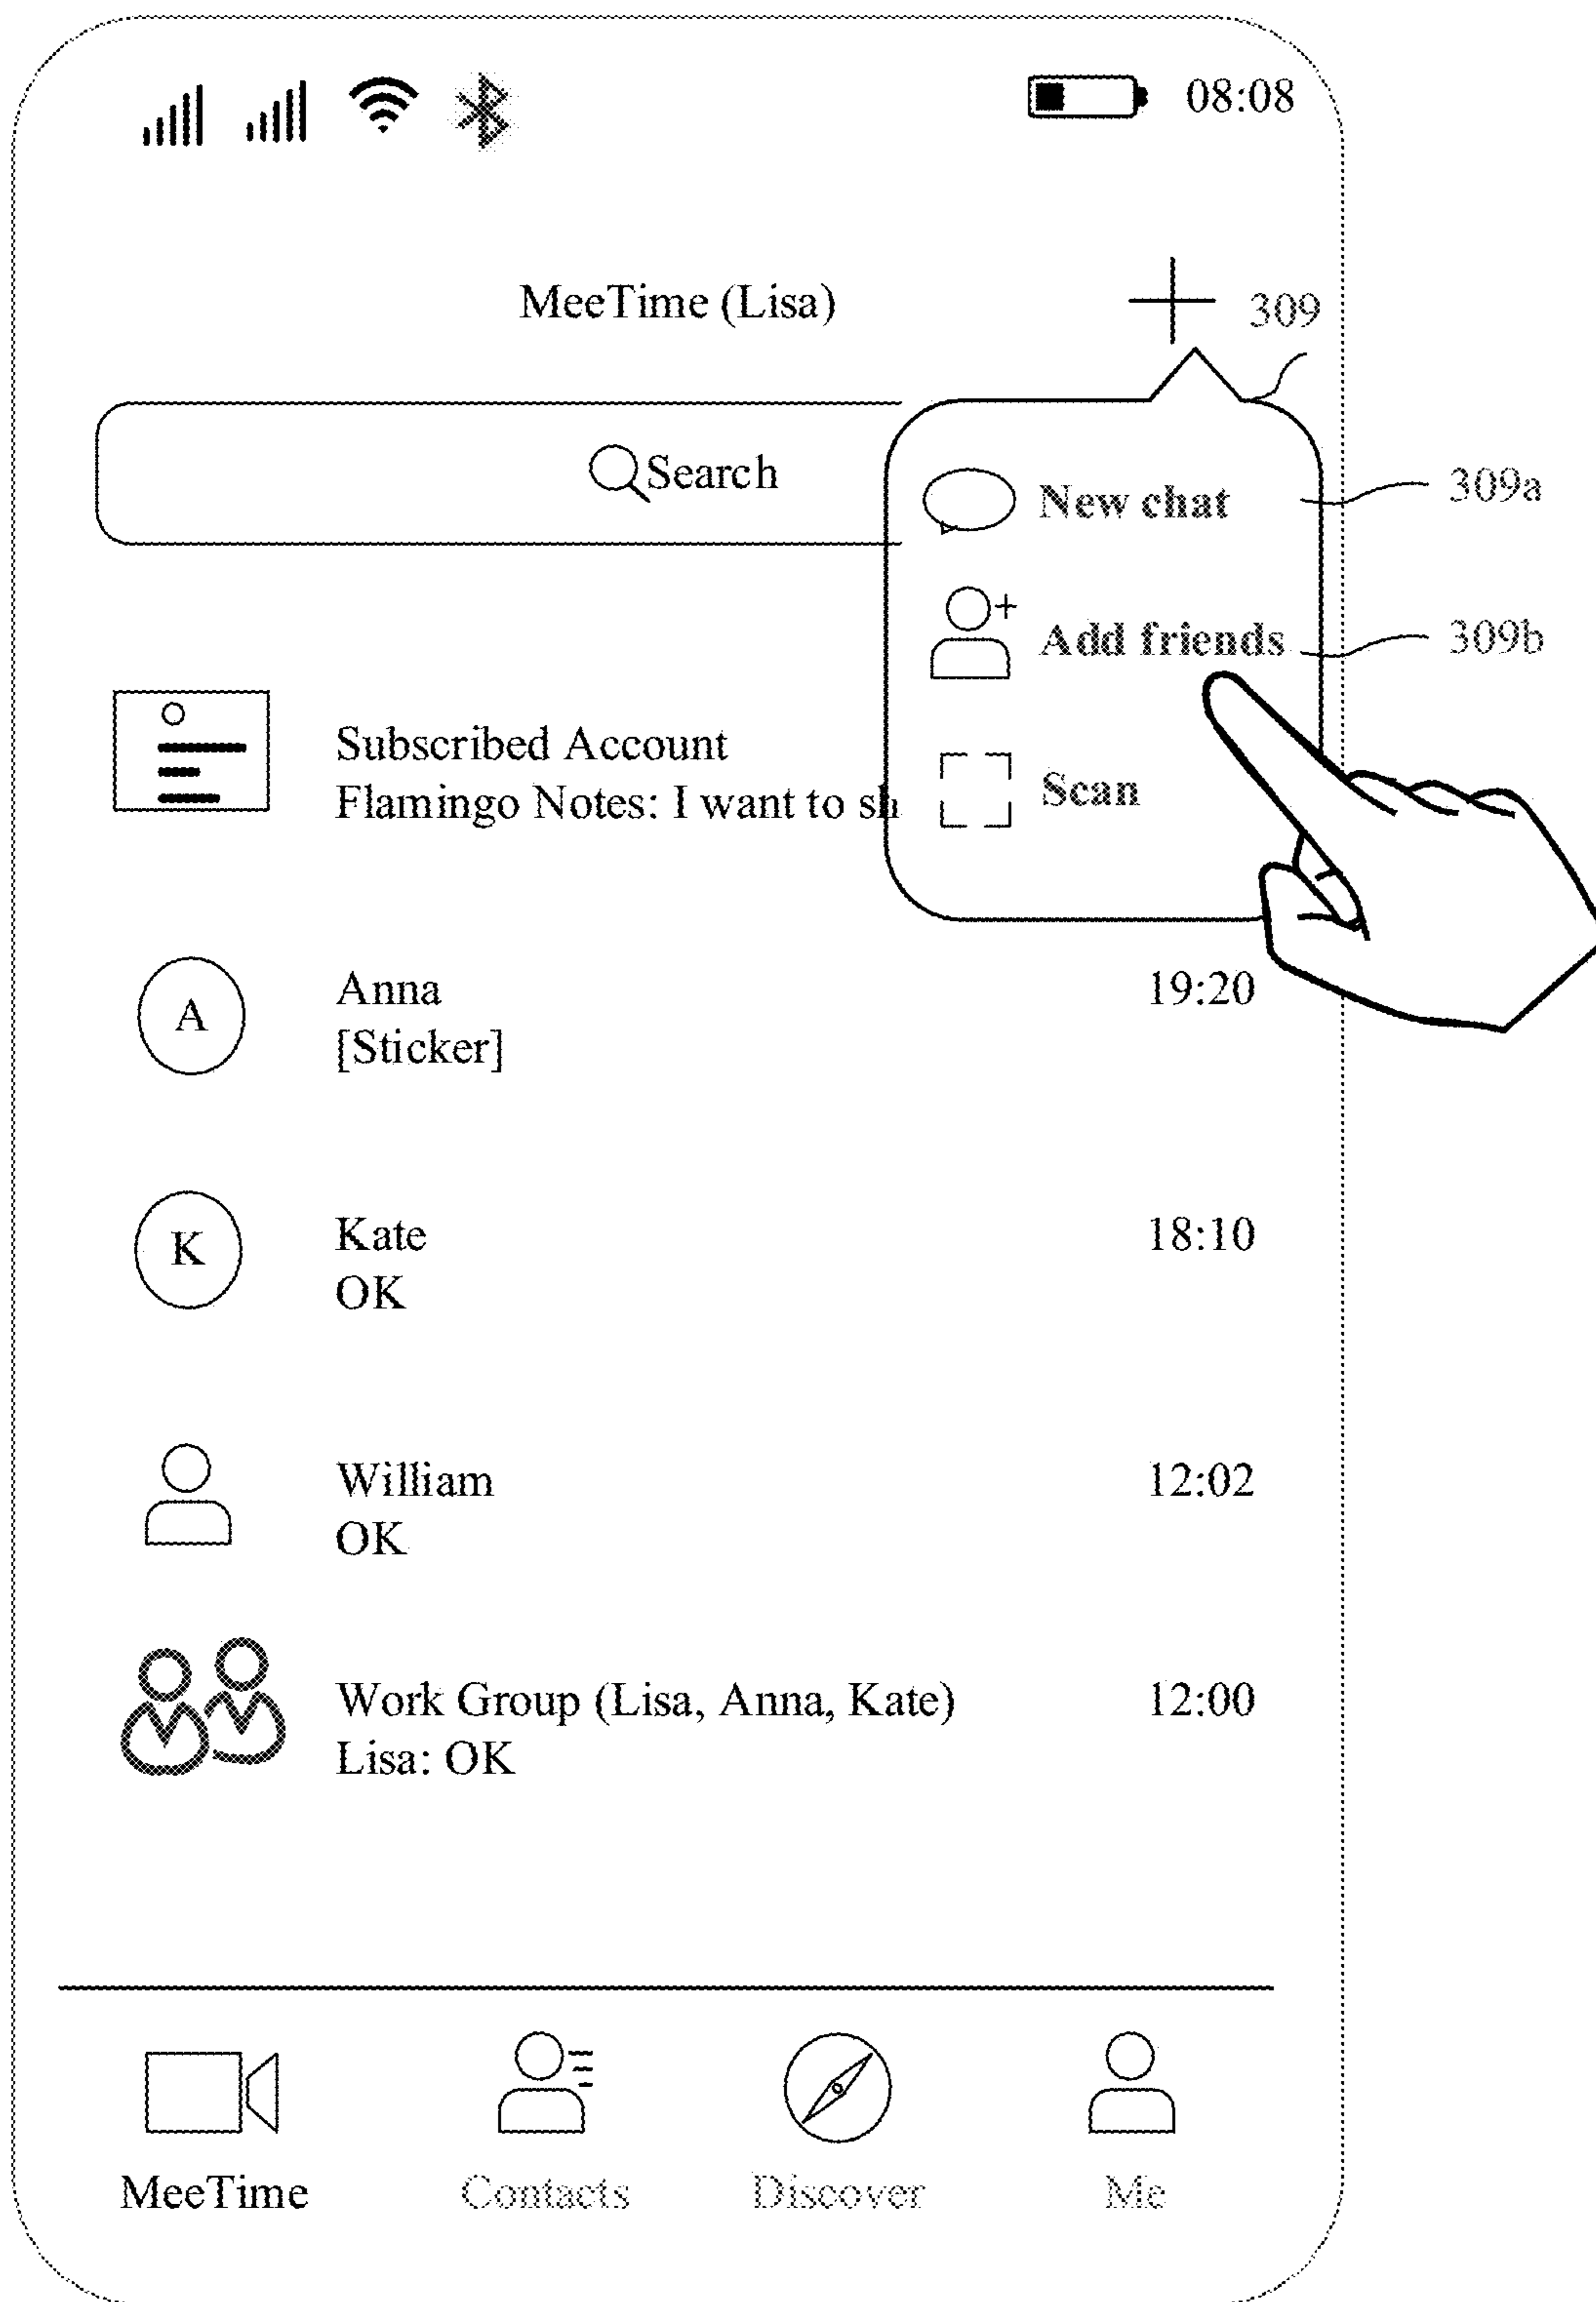 08:08
MeeTime (Lisa)
309
Search
New chat
309a
Add friends
309b
Subscribed Account
Flamingo Notes: I want to sh
Scan
A
Anna
19:20
[Sticker]
K
Kate
18:10
OK
William
12:02
OK
Work Group (Lisa, Anna, Kate)
12:00
Lisa: OK
MeeTime
Contacts
Discover
Me